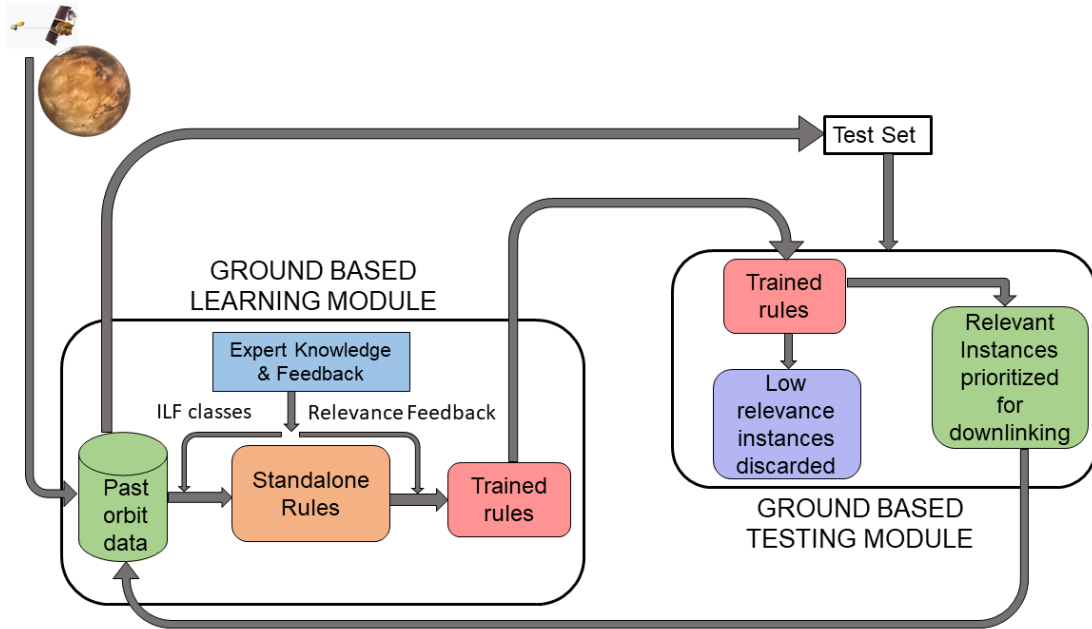 Test Set
GROUND BASED
LEARNING MODULE
Expert Knowledge
& Feedback
ILF classes
Relevance Feedback
Past
orbit
data
Standalone
Rules
Trained
rules
Trained
rules
Low
relevance
instances
discarded
Relevant
Instances
prioritized
for
downlinking
GROUND BASED
TESTING MODULE